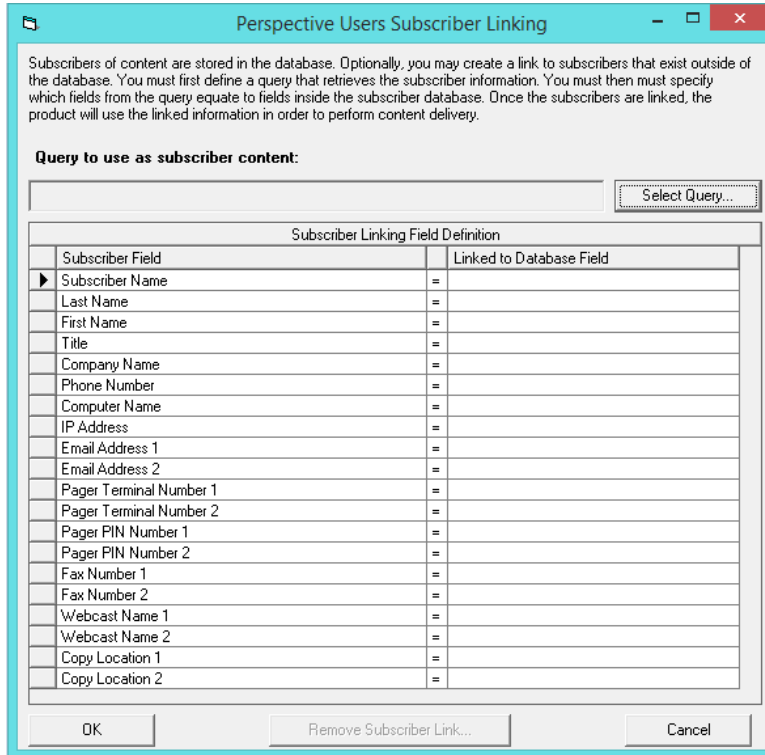 Perspective Users Subscriber Linking
Subscribers of content are stored in the database. Optionally, you may create a link to subscribers that exist outside of
the database. You must first define a query that retrieves the subscriber information. You must then must specify
which fields from the query equate to fields inside the subscriber database. Once the subscribers are linked, the
product will use the linked information in order to perform content delivery.
Query to use as subscriber content:
Select Query...
Subscriber Linking Field Definition
Subscriber Field Linked to Database Field
Subscriber Name =
Last Name =
First Name =
Title =
Company Name =
Phone Number =
Computer Name =
IP Address =
Email Address 1 =
Email Address 2 =
Pager Terminal Number 1 =
Pager Terminal Number 2 =
Pager PIN Number 1 =
Pager PIN Number 2 =
Fax Number 1 =
Fax Number 2 =
Webcast Name 1 =
Webcast Name 2 =
Copy Location 1 =
Copy Location 2 =
OK Remove Subscriber Link... Cancel